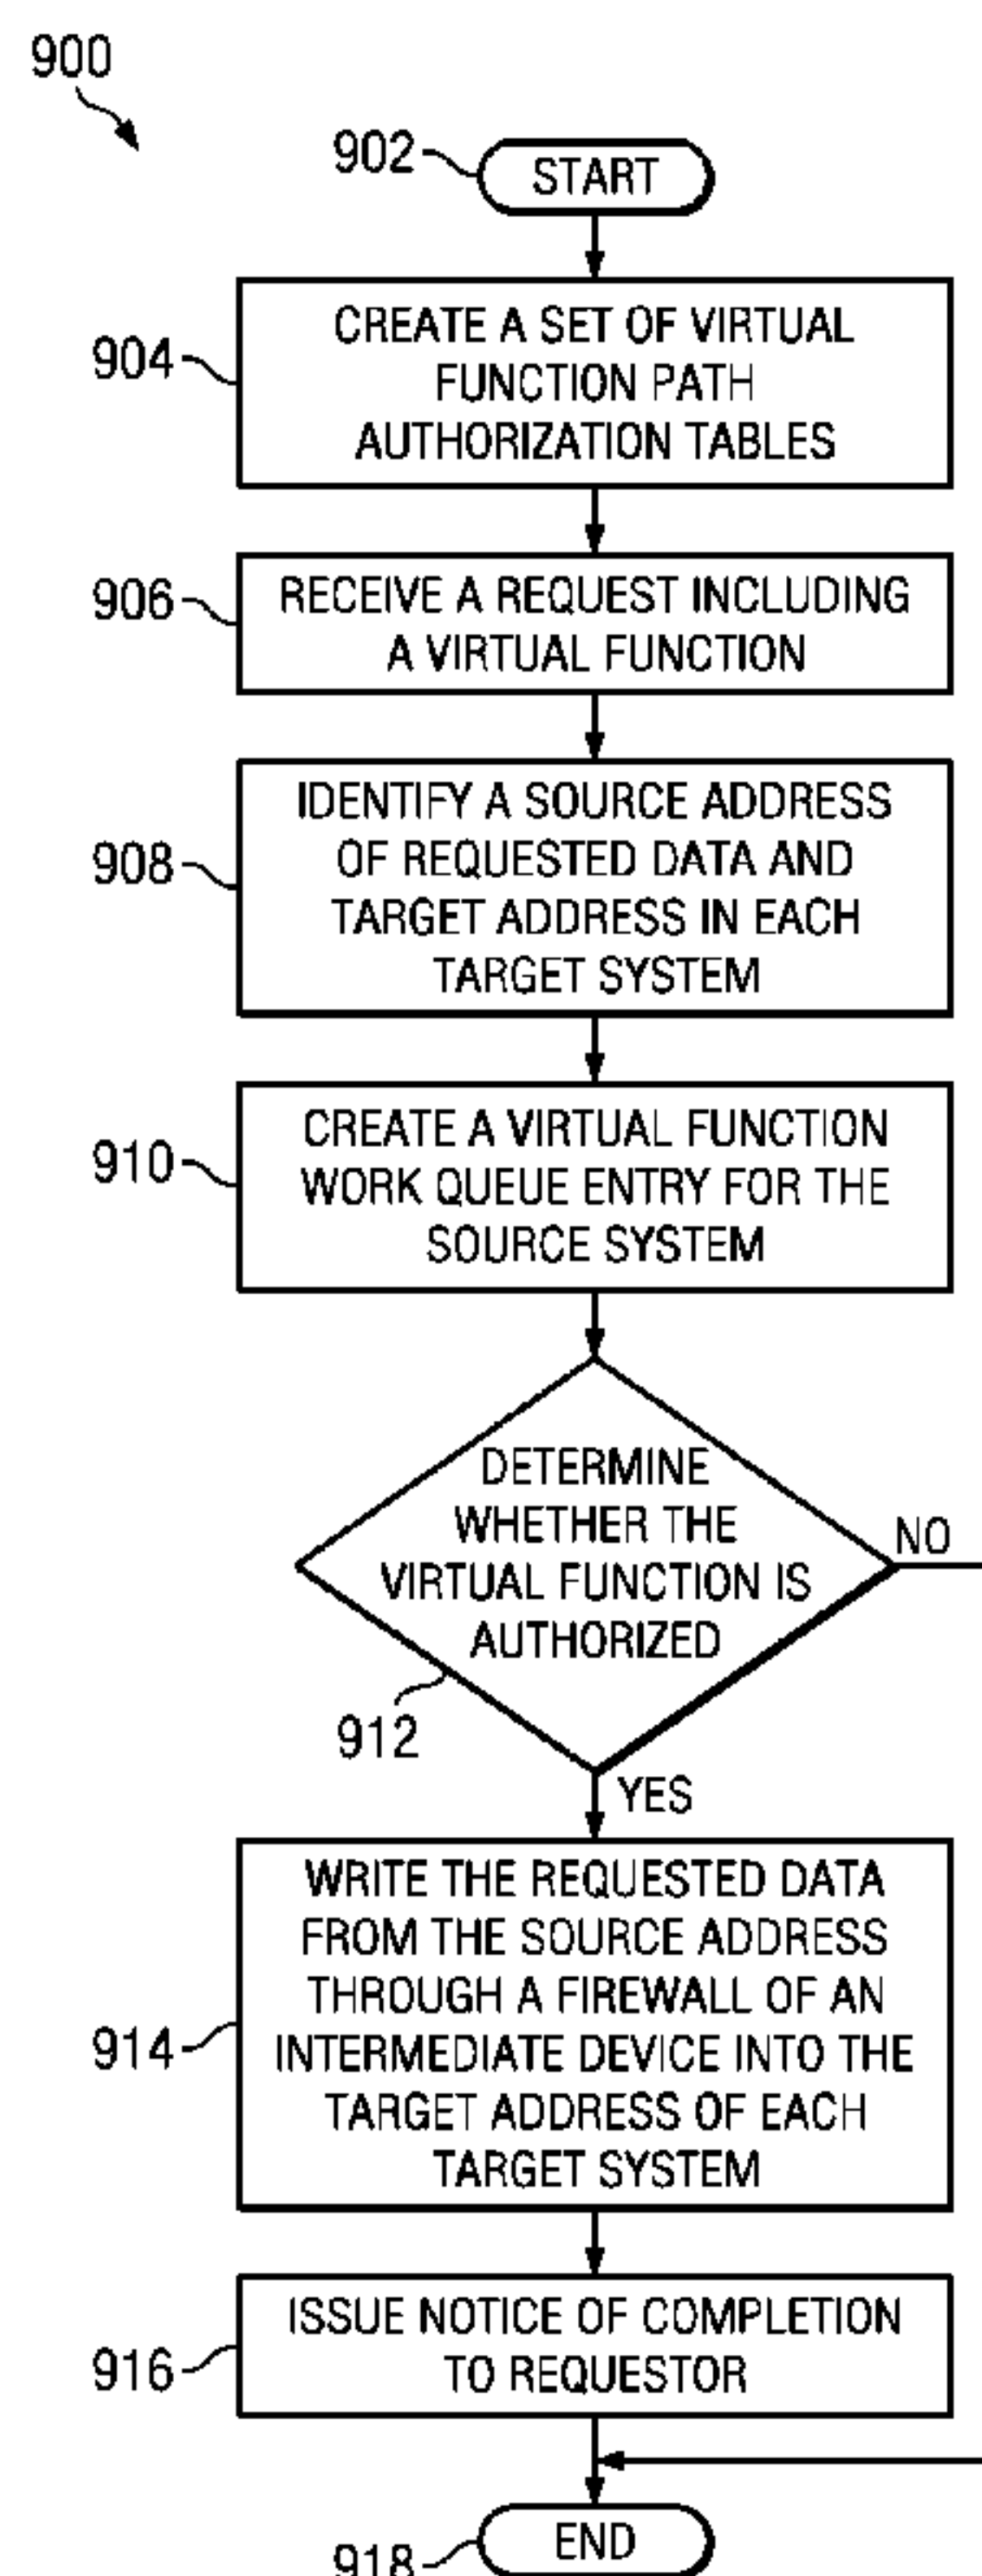 900
902
START
904
CREATE A SET OF VIRTUAL
FUNCTION PATH
AUTHORIZATION TABLES
906
RECEIVE A REQUEST INCLUDING
A VIRTUAL FUNCTION
908
IDENTIFY A SOURCE ADDRESS
OF REQUESTED DATA AND
TARGET ADDRESS IN EACH
TARGET SYSTEM
910
CREATE A VIRTUAL FUNCTION
WORK QUEUE ENTRY FOR THE
SOURCE SYSTEM
DETERMINE
WHETHER THE
VIRTUAL FUNCTION IS
AUTHORIZED
NO
912
YES
914
WRITE THE REQUESTED DATA
FROM THE SOURCE ADDRESS
THROUGH A FIREWALL OF AN
INTERMEDIATE DEVICE INTO THE
TARGET ADDRESS OF EACH
TARGET SYSTEM
916
ISSUE NOTICE OF COMPLETION
TO REQUESTOR
918
END